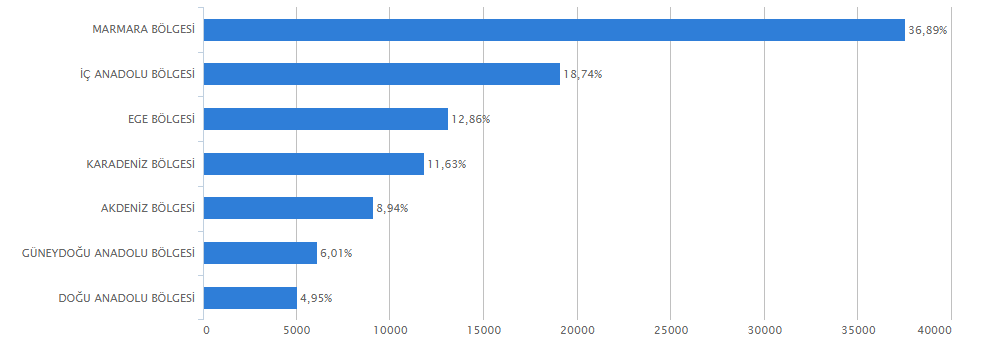 MARMARA BÖLGESİ 36,89%
İÇ ANADOLU BÖLGESİ 18,74%
EGE BÖLGESİ 12,86%
KARADENİZ BÖLGESİ 11,63%
AKDENİZ BÖLGESİ 8,94%
GÜNEYDOĞU ANADOLU BÖLGESİ 6,01%
DOĞU ANADOLU BÖLGESİ 4,95%
0 5000 10000 15000 20000 25000 30000 35000 40000